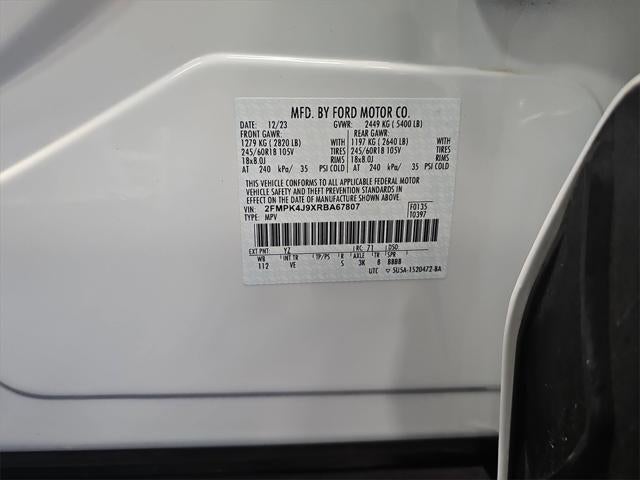 MFD. BY FORD MOTOR CO.
DATE: 12/23 GVWR: 2449 KG ( 5400 LB)
FRONT GAWR: REAR GAWR:
1279 KG ( 2820 LB) WITH 1197 KG ( 2640 LB) WITH
245/60R18 105V TIRES 245/60R18 105V TIRES
18x8.0J RIMS 18x8.0J RIMS
AT 240 kPa/ 35 PSI COLD AT 240 kPa/ 35 PSI COLD
THIS VEHICLE CONFORMS TO ALL APPLICABLE FEDERAL MOTOR
VEHICLE SAFETY AND THEFT PREVENTION STANDARDS IN
EFFECT ON THE DATE OF MANUFACTURE SHOWN ABOVE.
VIN: 2FMPK4J9XRBA67807 F0135
TYPE: MPV T0397
EXT PNT: YZ RC: 71 DSO:
WB INT TR TP/PS R AXLE TR SPR
112 VE 5 3K 8 BBBB
UTC 5U5A-1520472-BA